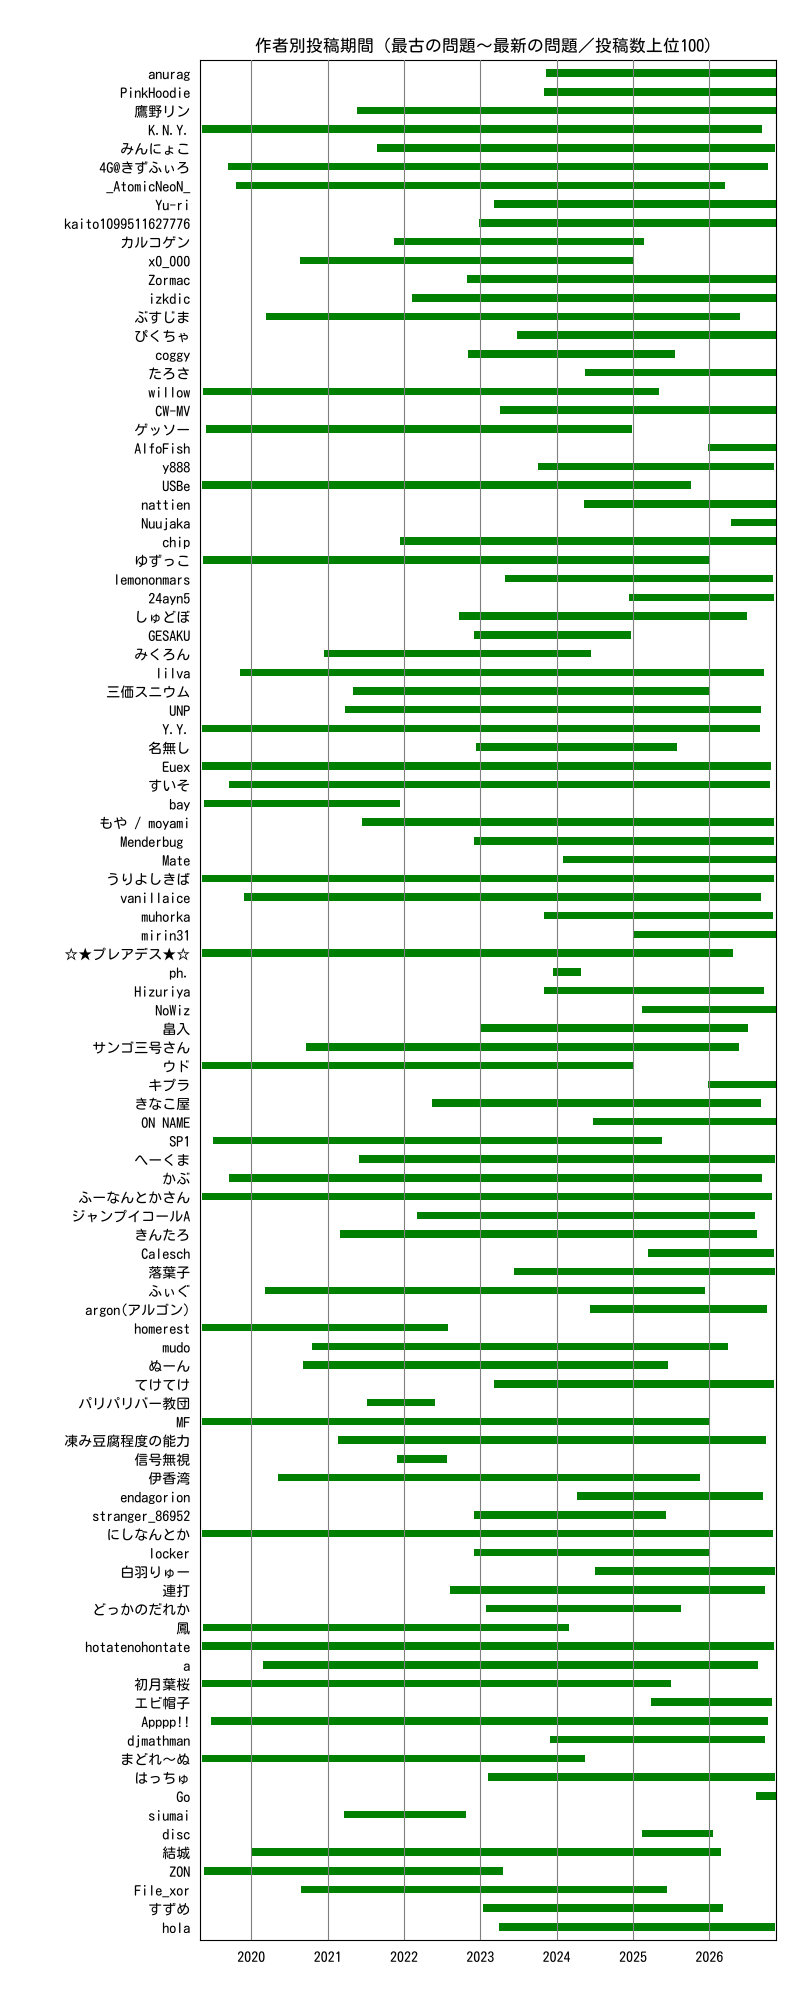 作者別投稿期間（最古の問題～最新の問題／投稿数上位100）
anurag
PinkHoodie
鷹野リン
K.N.Y.
みんにょこ
4G@きずふぃろ
_AtomicNeoN_
Yu-ri
kaito1099511627776
カルコゲン
x0_000
Zormac
izkdic
ぶすじま
ぴくちゃ
coggy
たろさ
willow
CW-MV
ゲッソー
AlfoFish
y888
USBe
nattien
Nuujaka
chip
ゆずっこ
lemononmars
24ayn5
しゅどぼ
GESAKU
みくろん
lilva
三価スニウム
UNP
Y.Y.
名無し
Euex
すいそ
bay
もや / moyami
Menderbug
Mate
うりよしきば
vanillaice
muhorka
mirin31
☆★プレアデス★☆
ph.
Hizuriya
NoWiz
畠入
サンゴ三号さん
ウド
キブラ
きなこ屋
ON NAME
SP1
へーくま
かぶ
ふーなんとかさん
ジャンプイコールA
きんたろ
Calesch
落葉子
ふぃぐ
argon(アルゴン)
homerest
mudo
ぬーん
てけてけ
パリパリバー教団
MF
凍み豆腐程度の能力
信号無視
伊香湾
endagorion
stranger_86952
にしなんとか
locker
白羽りゅー
連打
どっかのだれか
鳳
hotatenohontate
a
初月葉桜
エビ帽子
Apppp!!
djmathman
まどれ～ぬ
はっちゅ
Go
siumai
disc
結城
ZON
File_xor
すずめ
hola
2020 2021 2022 2023 2024 2025 2026